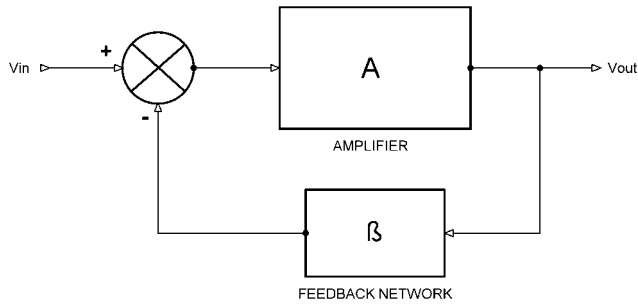 Vin
+
-
A
AMPLIFIER
Vout
ß
FEEDBACK NETWORK